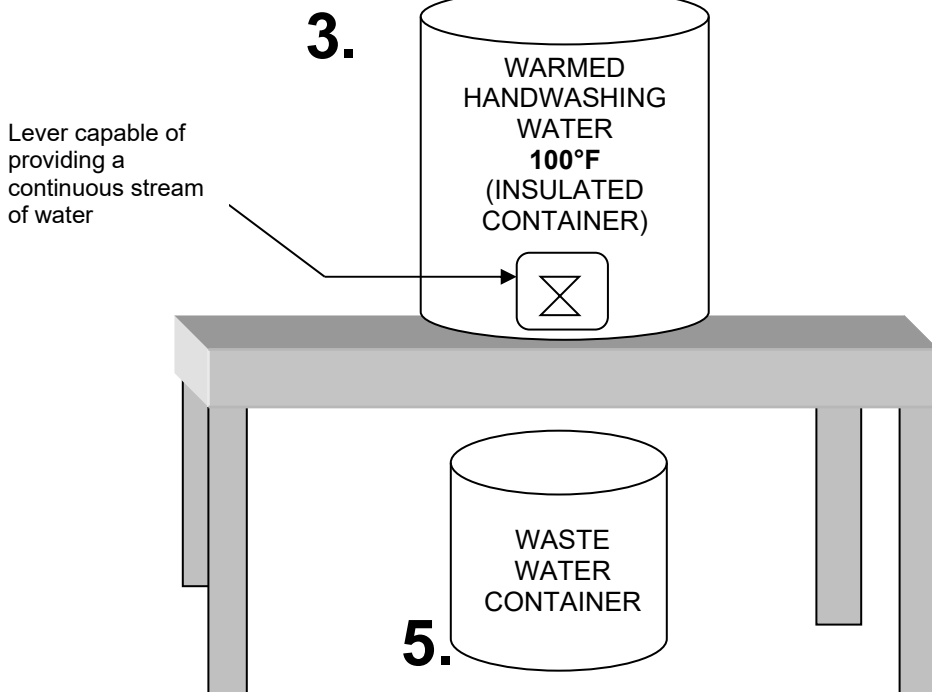 3.
WARMED
HANDWASHING
WATER
100°F
(INSULATED
CONTAINER)
Lever capable of
providing a
continuous stream
of water
WASTE
WATER
CONTAINER
5.